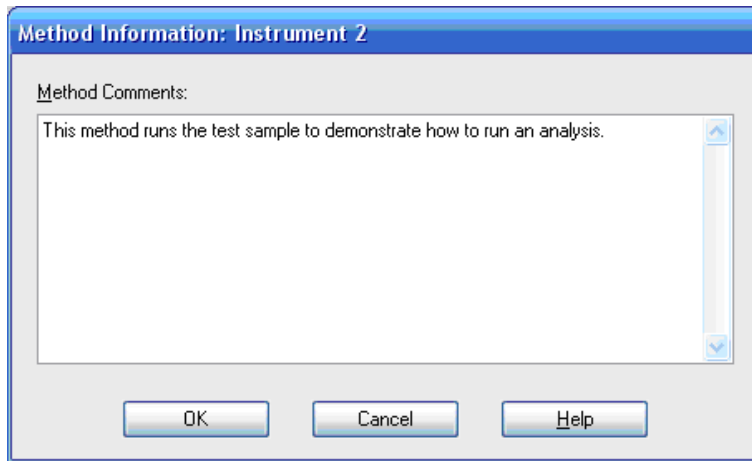 Method Information: Instrument 2
Method Comments:
This method runs the test sample to demonstrate how to run an analysis.
OK Cancel Help